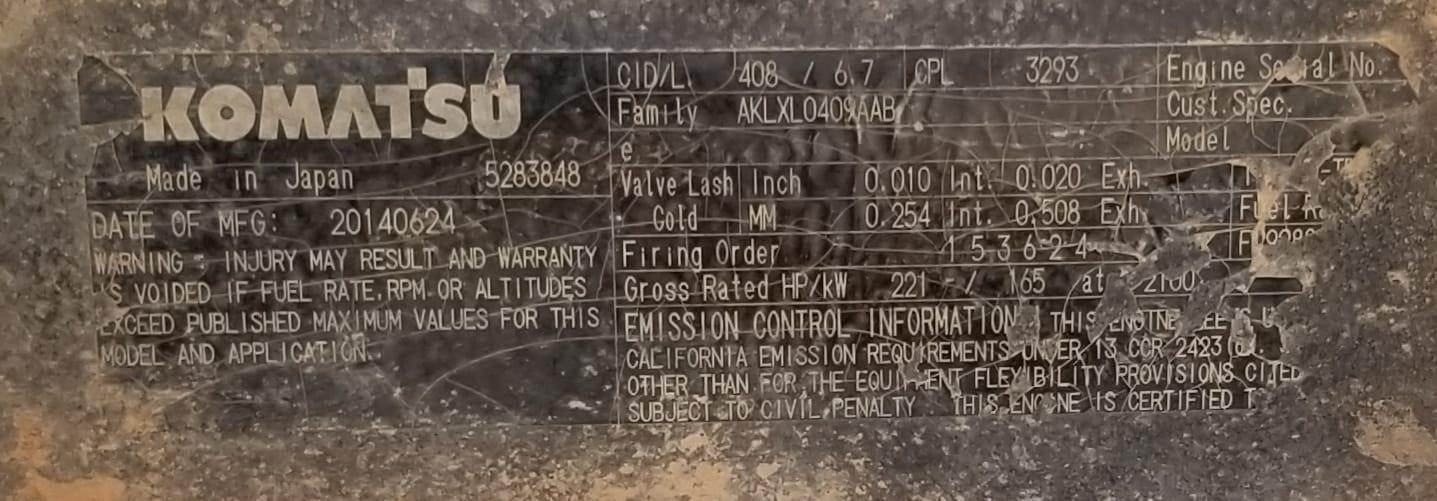 KOMATSU
Made in Japan 5283848
DATE OF MFG: 20140624
WARNING : INJURY MAY RESULT AND WARRANTY
IS VOIDED IF FUEL RATE, RPM OR ALTITUDES
EXCEED PUBLISHED MAXIMUM VALUES FOR THIS
MODEL AND APPLICATION.
CID/L 408 / 6.7 CPL 3293 Engine Serial No.
Family AKLXL0409AAB Cust. Spec.
e Model
Valve Lash Inch 0.010 Int. 0.020 Exh.
Cold MM 0.254 Int. 0.508 Exh.
Firing Order 1 5 3 6 2 4
Gross Rated HP/kW 221 / 165 at
EMISSION CONTROL INFORMATION THIS
CALIFORNIA EMISSION REQUIREMENTS UNDER 13 CCR 2423
OTHER THAN FOR THE EQUIPMENT FLEXIBILITY PROVISIONS CITED
SUBJECT TO CIVIL PENALTY THIS ENGINE IS CERTIFIED